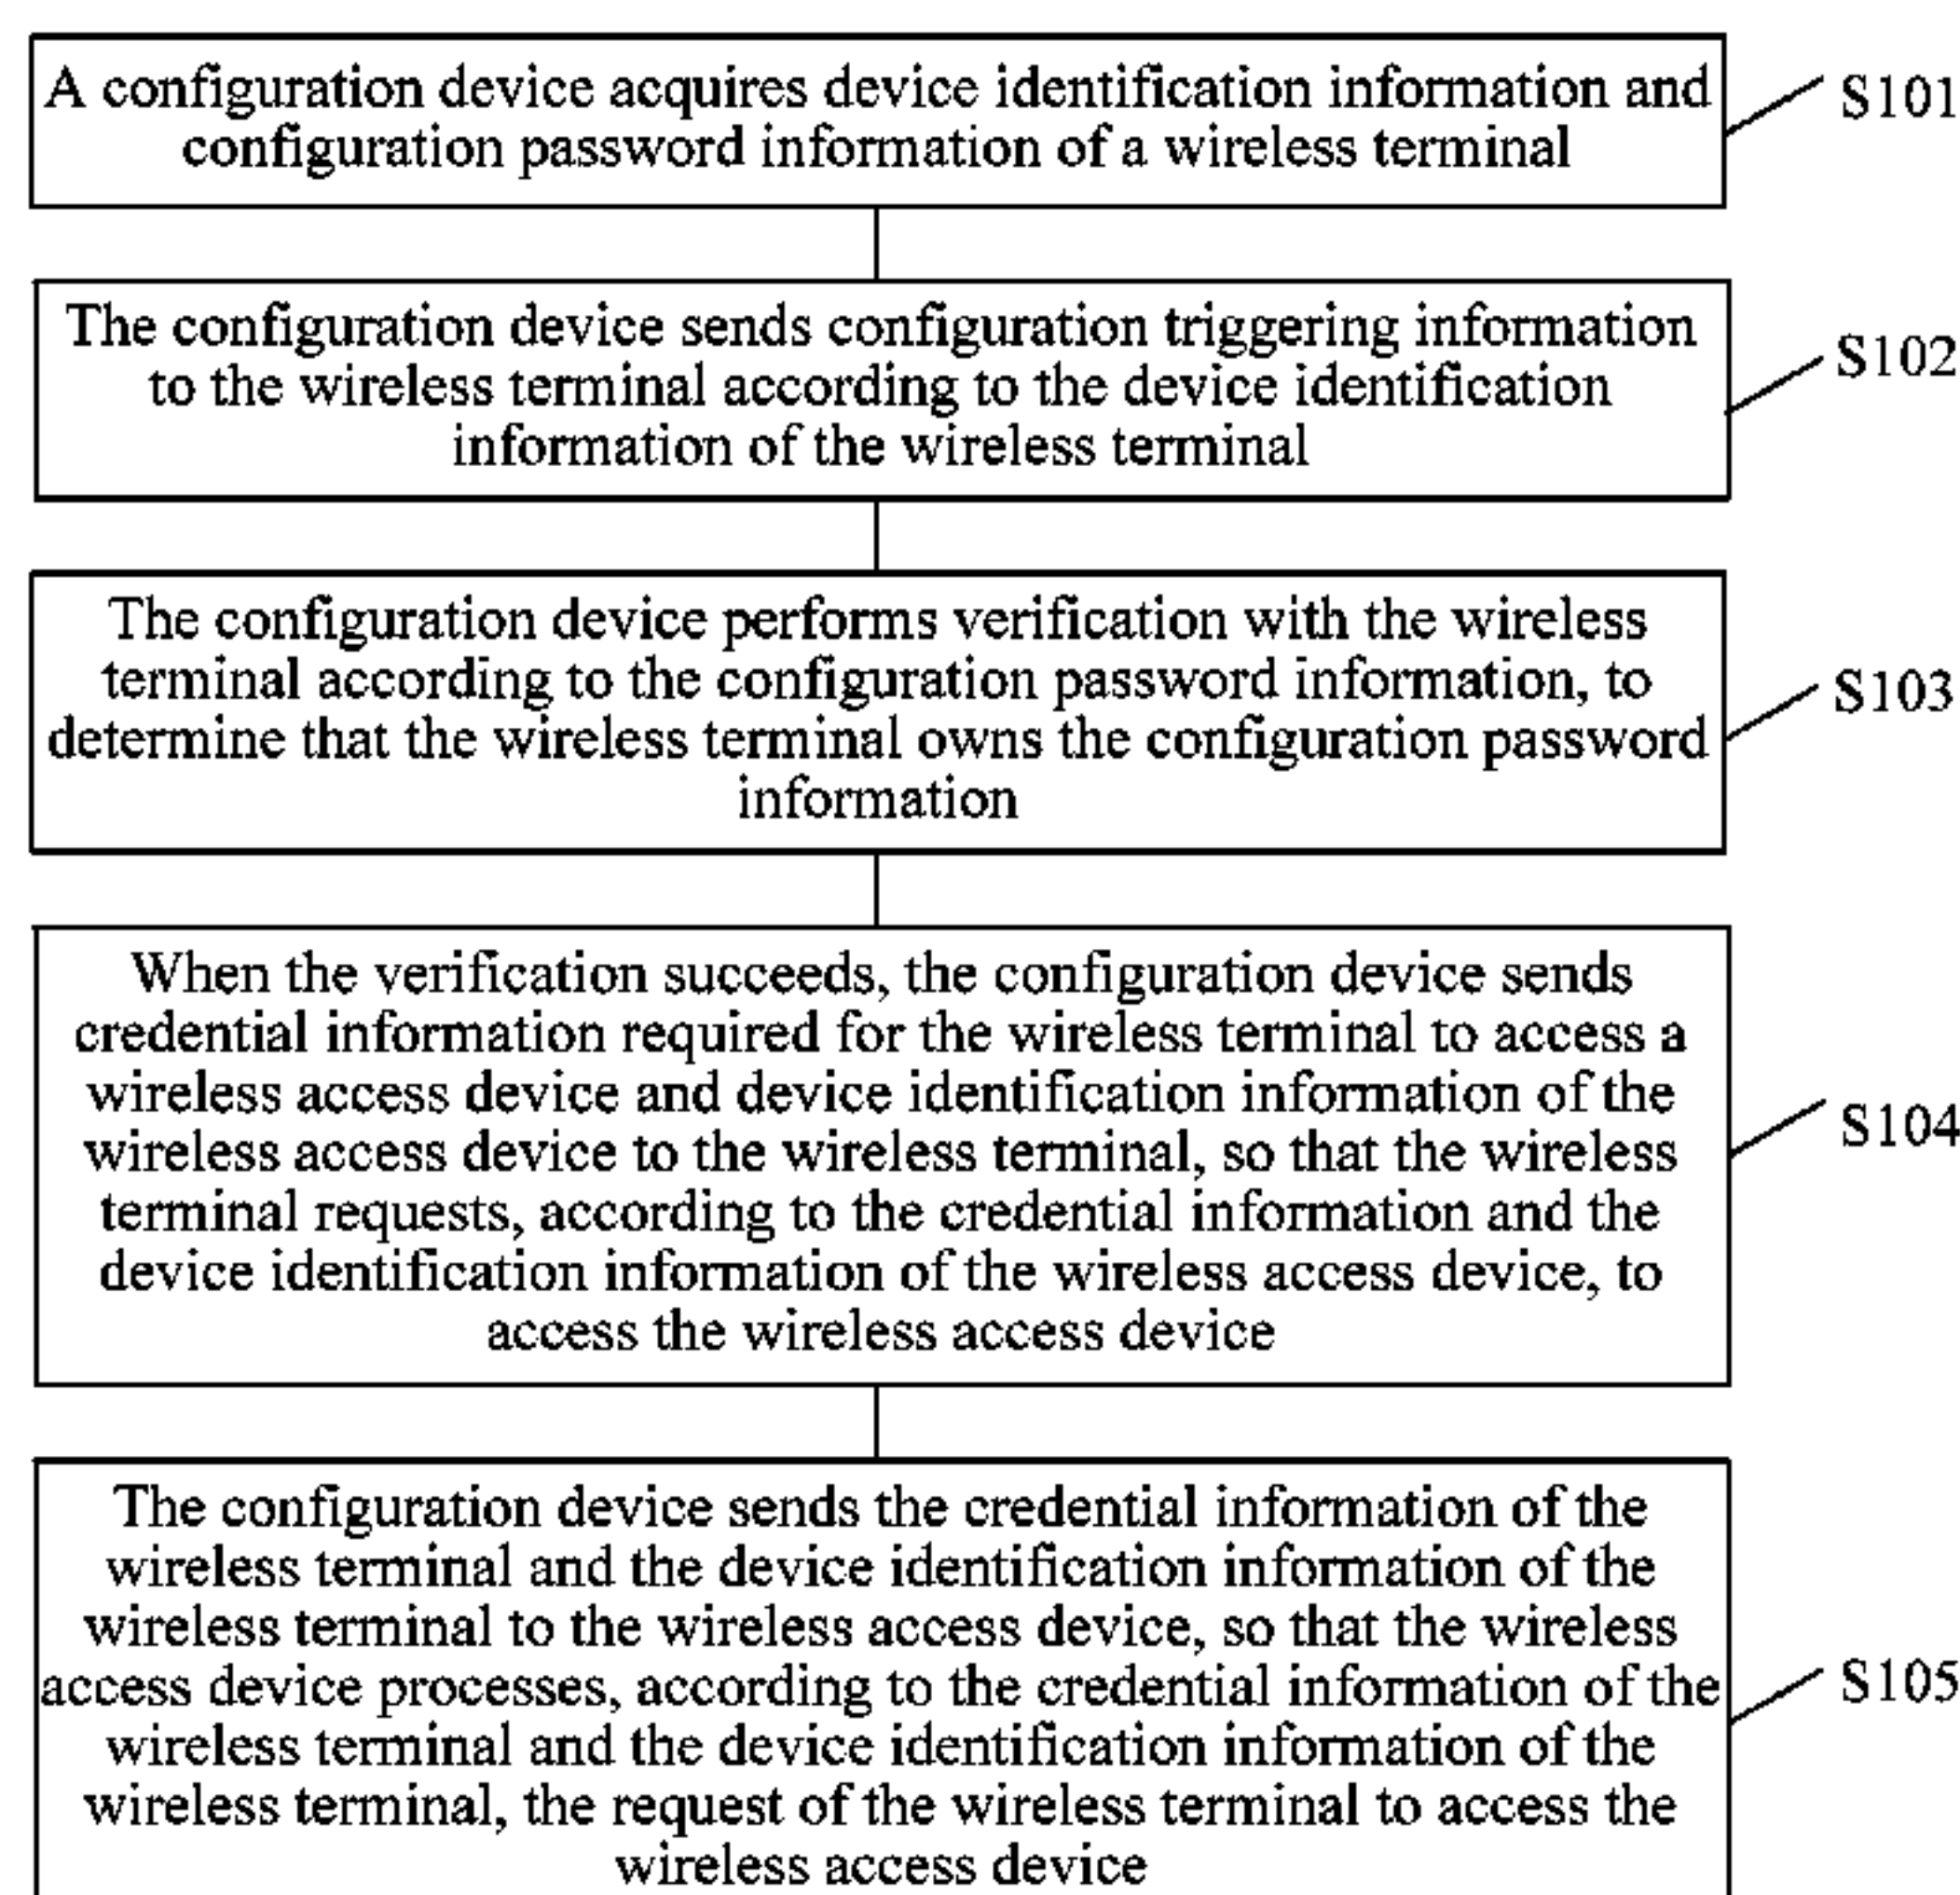 A configuration device acquires device identification information and
configuration password information of a wireless terminal
S101
The configuration device sends configuration triggering information
to the wireless terminal according to the device identification
information of the wireless terminal
S102
The configuration device performs verification with the wireless
terminal according to the configuration password information, to
determine that the wireless terminal owns the configuration password
information
S103
When the verification succeeds, the configuration device sends
credential information required for the wireless terminal to access a
wireless access device and device identification information of the
wireless access device to the wireless terminal, so that the wireless
terminal requests, according to the credential information and the
device identification information of the wireless access device, to
access the wireless access device
S104
The configuration device sends the credential information of the
wireless terminal and the device identification information of the
wireless terminal to the wireless access device, so that the wireless
access device processes, according to the credential information of the
wireless terminal and the device identification information of the
wireless terminal, the request of the wireless terminal to access the
wireless access device
S105